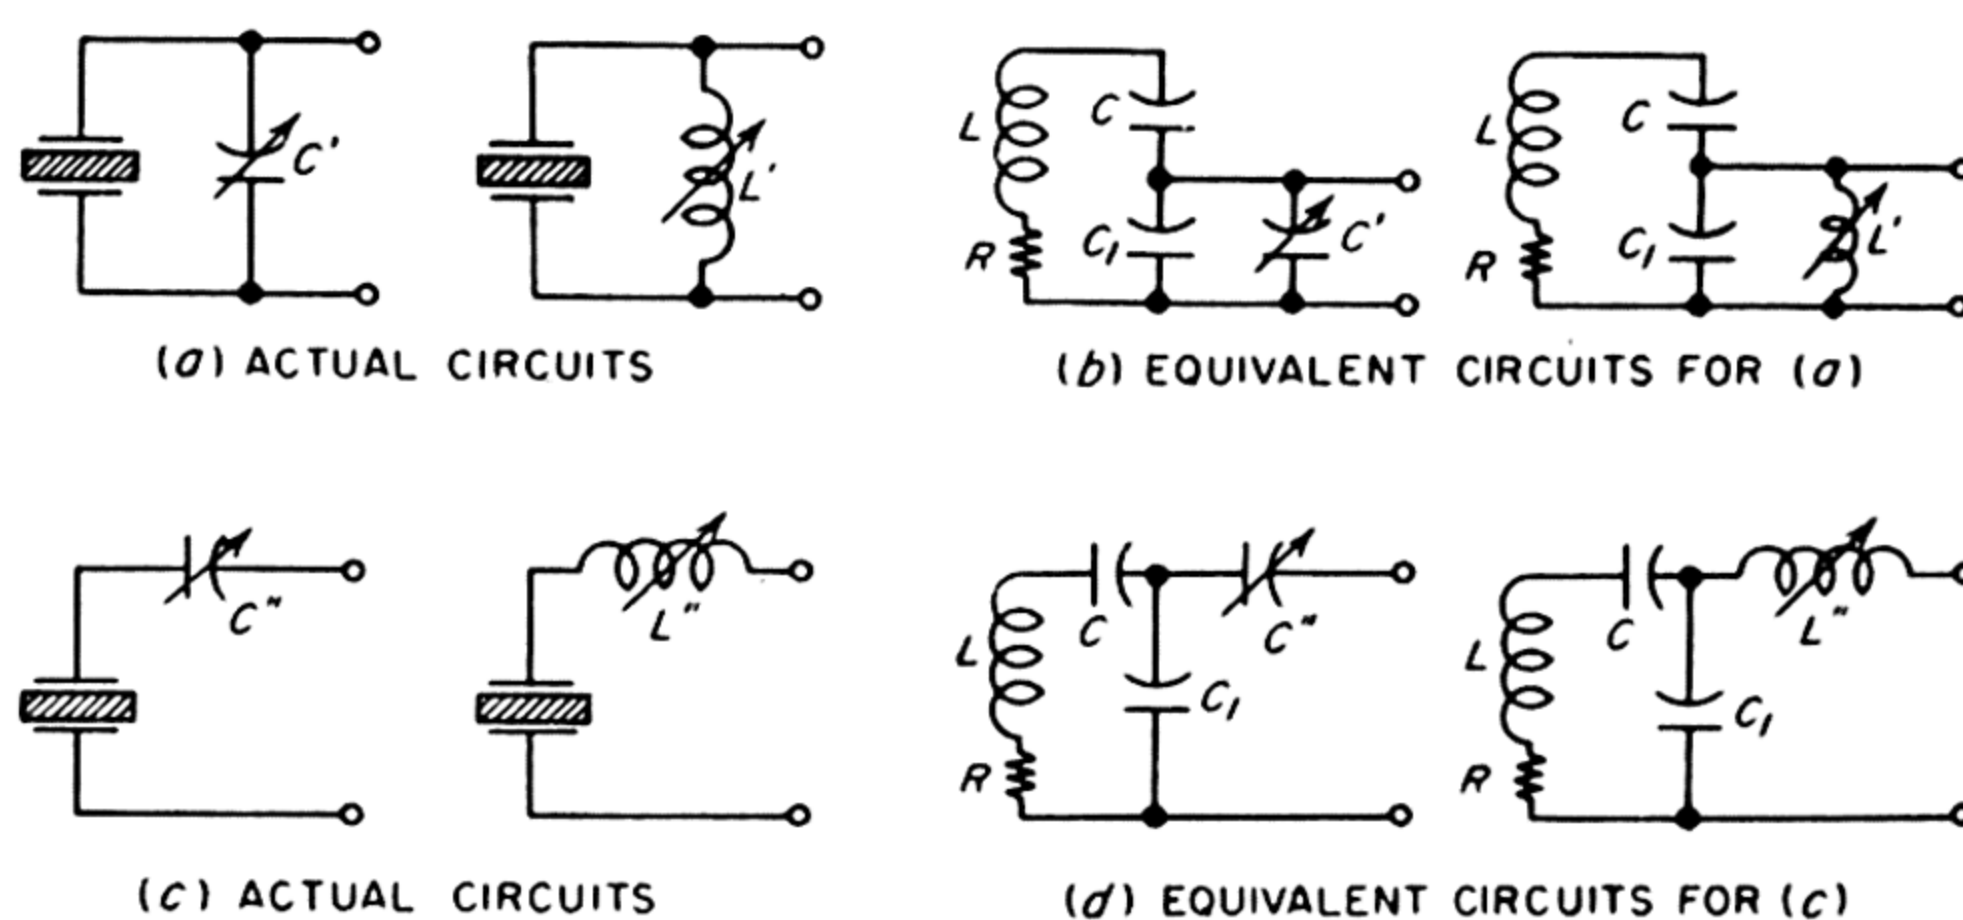 C'
L'
L
C
R
C₁
C'
L
C
R
C₁
L'
(a) ACTUAL CIRCUITS
(b) EQUIVALENT CIRCUITS FOR (a)
C"
L"
L
C
C"
R
C₁
L
C
L"
R
C₁
(c) ACTUAL CIRCUITS
(d) EQUIVALENT CIRCUITS FOR (c)